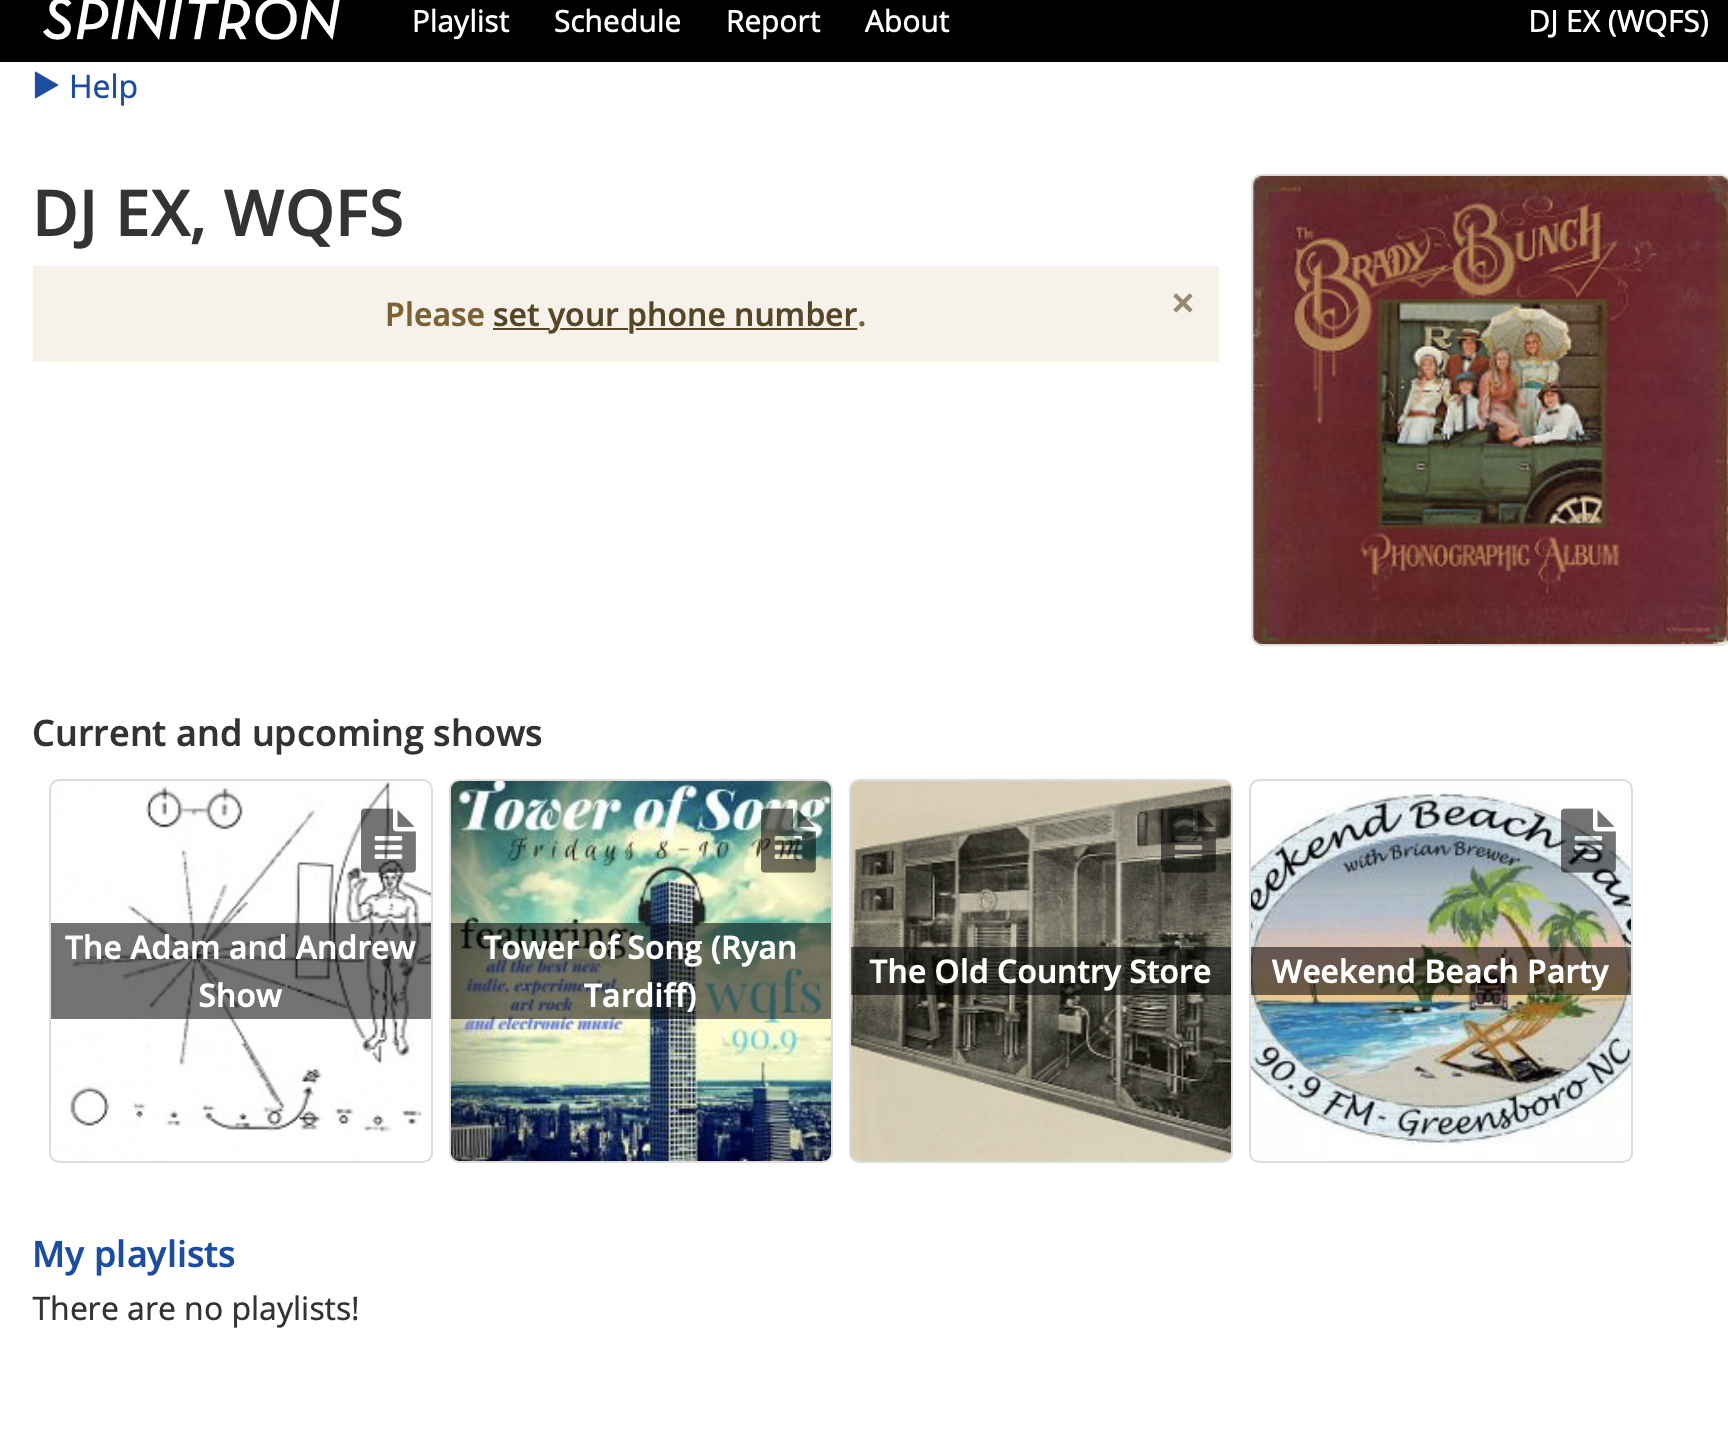 SPINITRON Playlist Schedule Report About DJ EX (WQFS)
▶ Help
DJ EX, WQFS
Please set your phone number. ×
The
BRADY BUNCH
PHONOGRAPHIC ALBUM
Current and upcoming shows
The Adam and Andrew
Show
Tower of Song
Fridays 8-10 PM
featuring:
Tower of Song (Ryan
Tardiff)
all the best new
indie, experimental,
art rock
and electronic music
wqfs
90.9
The Old Country Store
Weekend Beach Party
with Brian Brewer
Weekend Beach Party
90.9 FM - Greensboro NC
My playlists
There are no playlists!